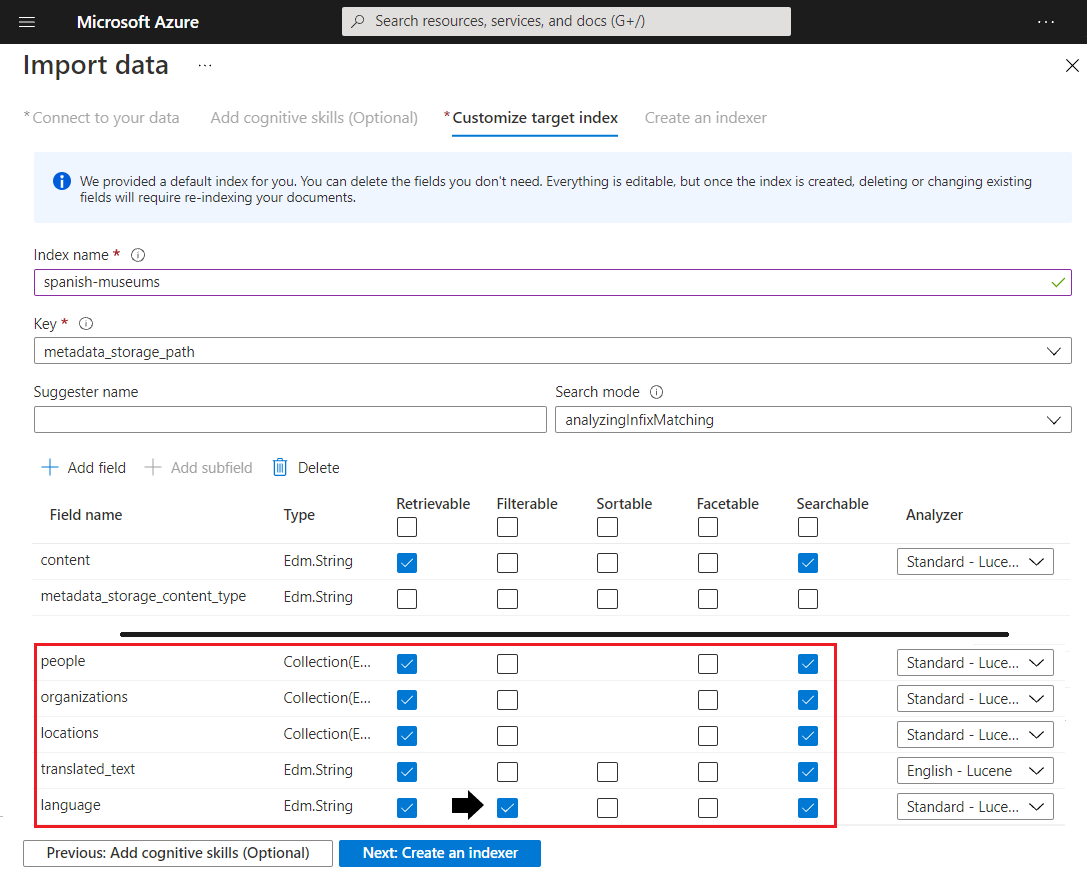 Microsoft Azure
Search resources, services, and docs (G+/)
...
Import data ...
* Connect to your data Add cognitive skills (Optional) * Customize target index Create an indexer
We provided a default index for you. You can delete the fields you don't need. Everything is editable, but once the index is created, deleting or changing existing
fields will require re-indexing your documents.
Index name *
spanish-museums
Key *
metadata_storage_path
Suggester name Search mode
analyzingInfixMatching
Add field Add subfield Delete
Field name Type Retrievable Filterable Sortable Facetable Searchable Analyzer
content Edm.String Standard - Luce...
metadata_storage_content_type Edm.String
people Collection(E... Standard - Luce...
organizations Collection(E... Standard - Luce...
locations Collection(E... Standard - Luce...
translated_text Edm.String English - Lucene
language Edm.String Standard - Luce...
Previous: Add cognitive skills (Optional) Next: Create an indexer